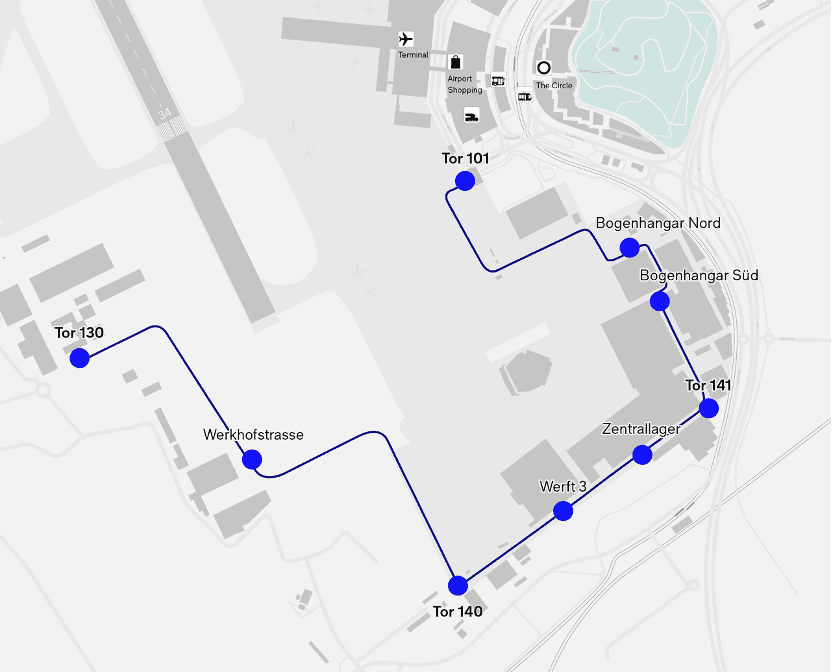 Terminal
Airport
Shopping
The Circle
34
Tor 101
Bogenhangar Nord
Bogenhangar Süd
Tor 130
Tor 141
Zentrallager
Werkhofstrasse
Werft 3
Tor 140